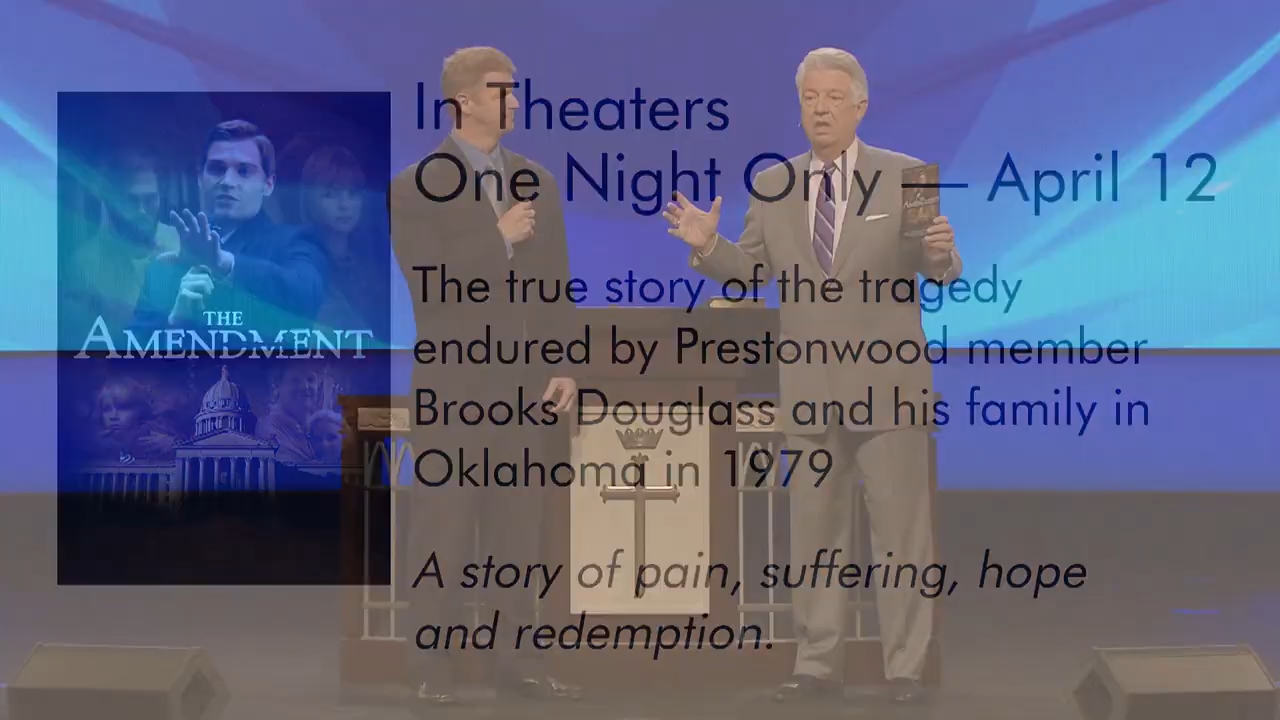 In Theaters
One Night Only — April 12
THE
AMENDMENT
The true story of the tragedy
endured by Prestonwood member
Brooks Douglass and his family in
Oklahoma in 1979
A story of pain, suffering, hope
and redemption.